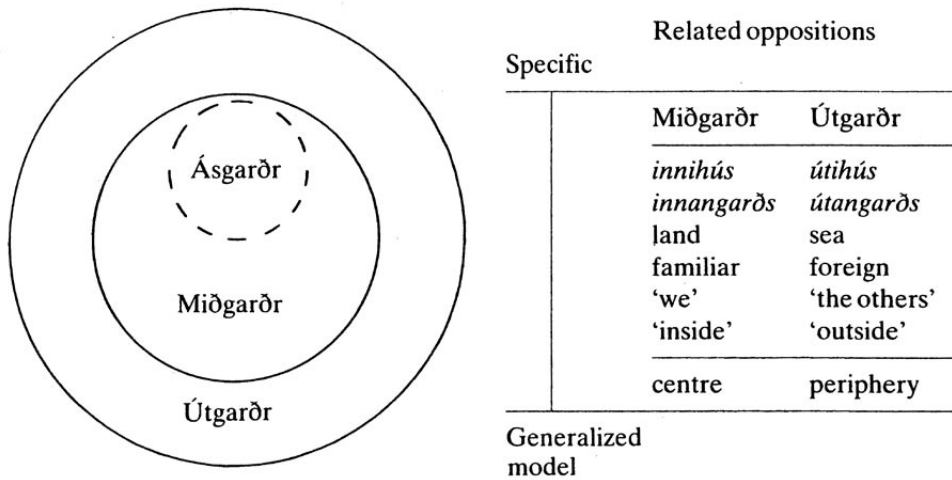 Ásgarðr
Miðgarðr
Útgarðr
Related oppositions
Specific
Miðgarðr Útgarðr
innihús útihús
innangarðs útangarðs
land sea
familiar foreign
‘we’ ‘the others’
‘inside’ ‘outside’
centre periphery
Generalized
model